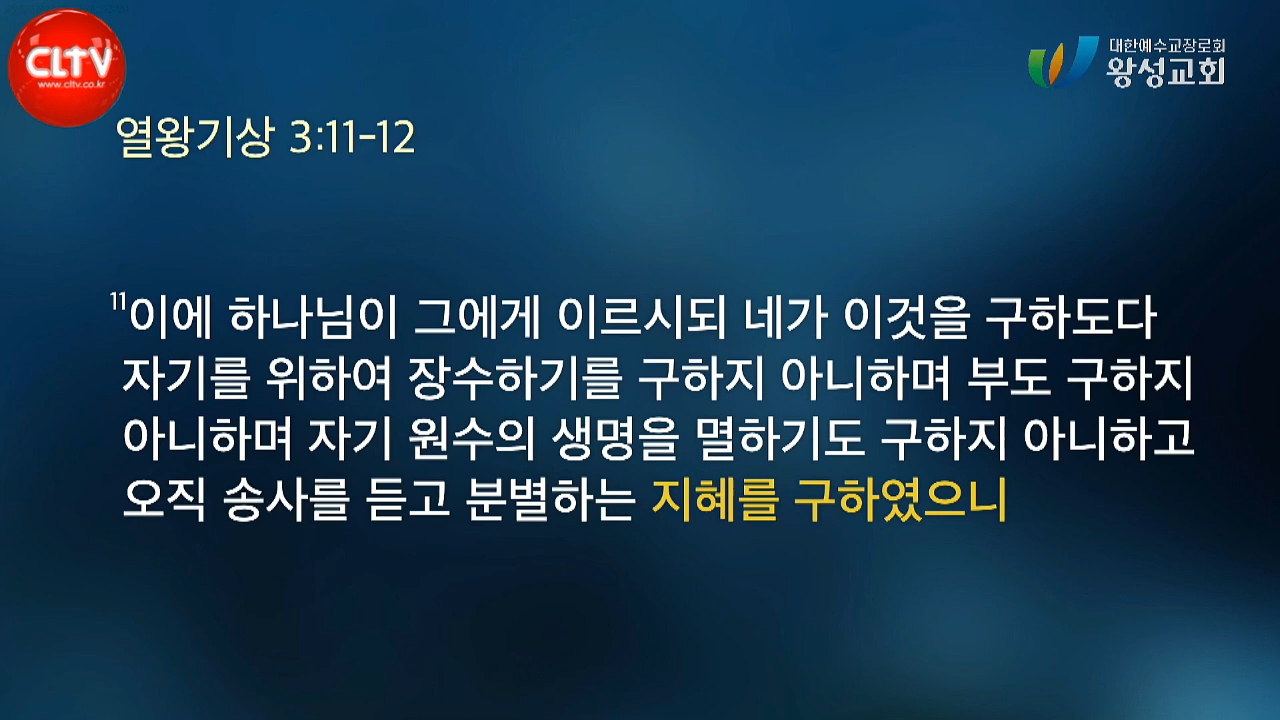 CLTV
www.cltv.co.kr
대한예수교장로회
왕성교회
열왕기상 3:11-12
11이에 하나님이 그에게 이르시되 네가 이것을 구하도다
자기를 위하여 장수하기를 구하지 아니하며 부도 구하지
아니하며 자기 원수의 생명을 멸하기도 구하지 아니하고
오직 송사를 듣고 분별하는 지혜를 구하였으니